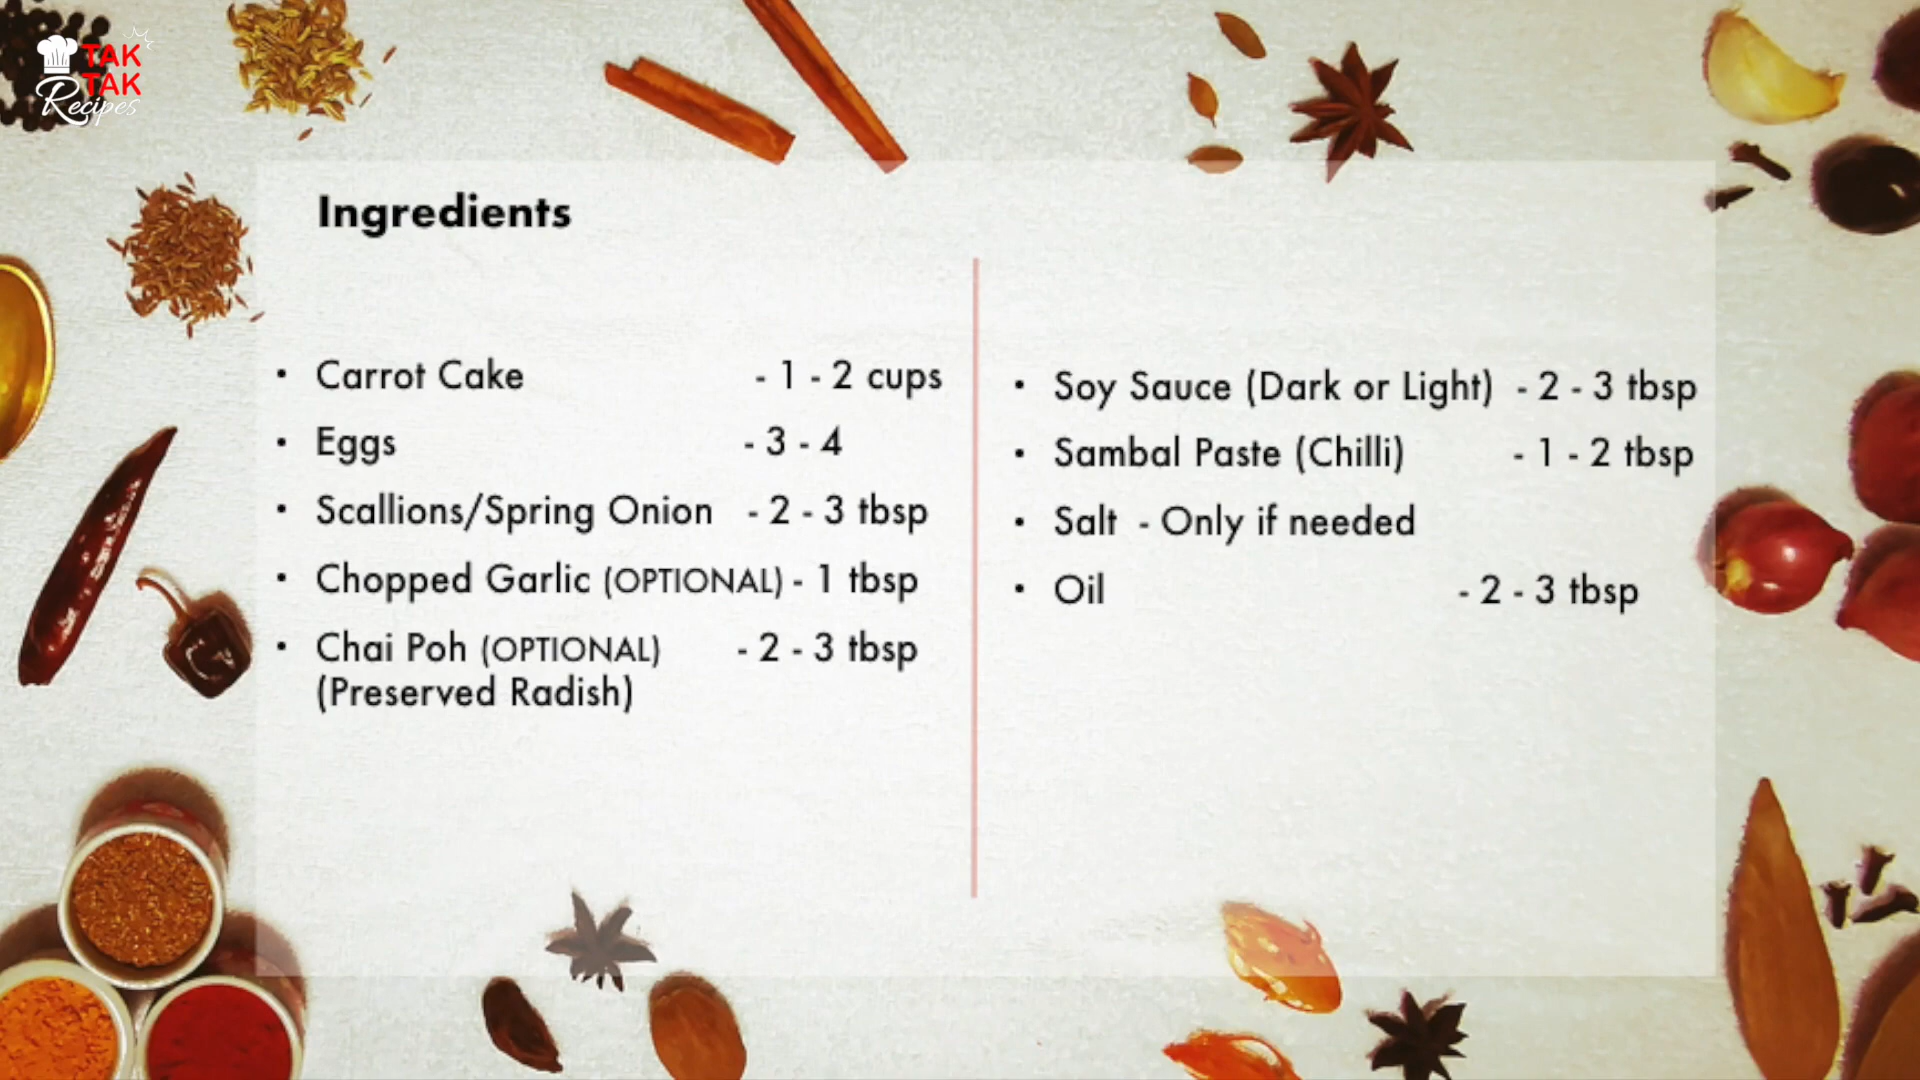 TAK
TAK
Recipes
Ingredients
• Carrot Cake - 1 - 2 cups
• Eggs - 3 - 4
• Scallions/Spring Onion - 2 - 3 tbsp
• Chopped Garlic (OPTIONAL) - 1 tbsp
• Chai Poh (OPTIONAL) - 2 - 3 tbsp
(Preserved Radish)
• Soy Sauce (Dark or Light) - 2 - 3 tbsp
• Sambal Paste (Chilli) - 1 - 2 tbsp
• Salt - Only if needed
• Oil - 2 - 3 tbsp